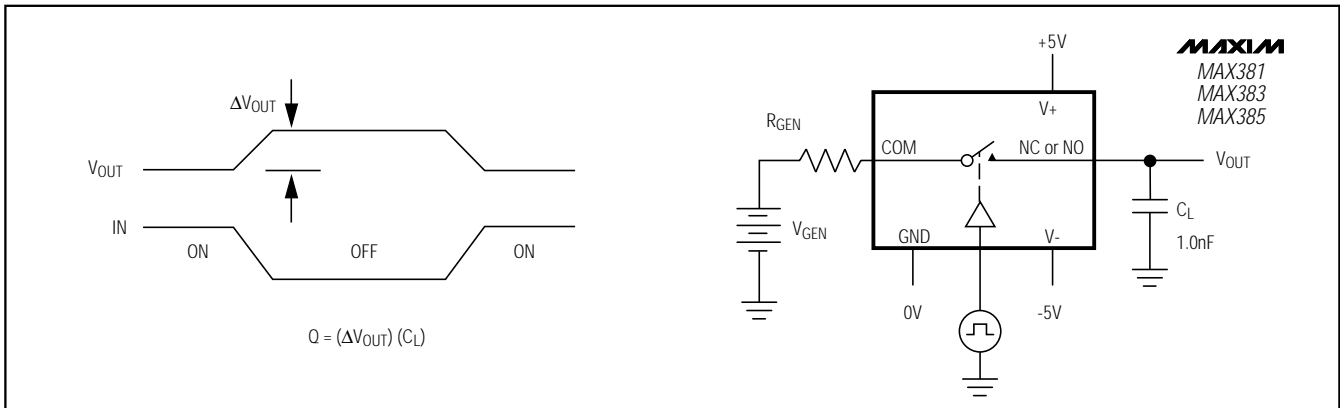 ΔVOUT
VOUT
IN
ON
OFF
ON
Q = (ΔVOUT) (CL)
+5V
MAXIM
MAX381
MAX383
MAX385
V+
RGEN
COM
NC or NO
VOUT
VGEN
CL
1.0nF
GND
V-
0V
-5V